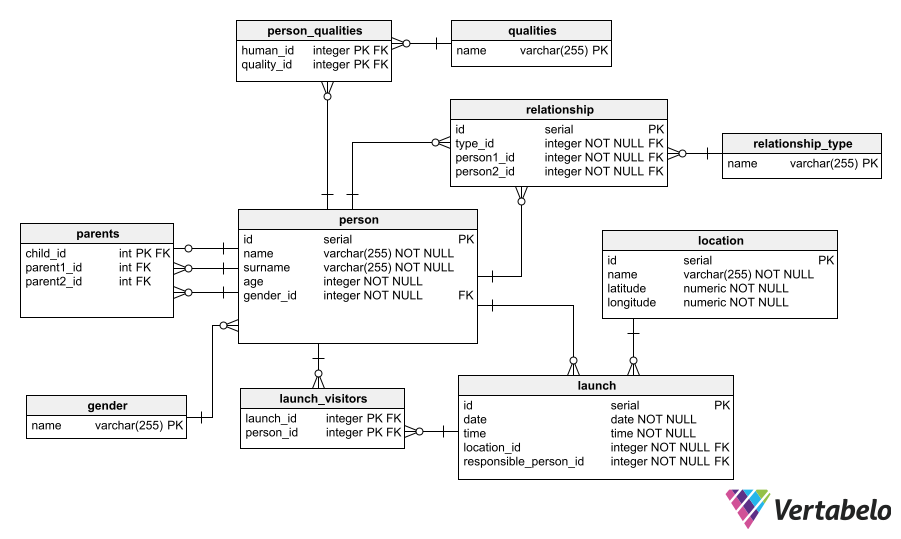 person_qualities
human_id integer PK FK
quality_id integer PK FK
qualities
name varchar(255) PK
relationship
id serial PK
type_id integer NOT NULL FK
person1_id integer NOT NULL FK
person2_id integer NOT NULL FK
relationship_type
name varchar(255) PK
parents
child_id int PK FK
parent1_id int FK
parent2_id int FK
person
id serial PK
name varchar(255) NOT NULL
surname varchar(255) NOT NULL
age integer NOT NULL
gender_id integer NOT NULL FK
location
id serial PK
name varchar(255) NOT NULL
latitude numeric NOT NULL
longitude numeric NOT NULL
gender
name varchar(255) PK
launch_visitors
launch_id integer PK FK
person_id integer PK FK
launch
id serial PK
date date NOT NULL
time time NOT NULL
location_id integer NOT NULL FK
responsible_person_id integer NOT NULL FK
Vertabelo